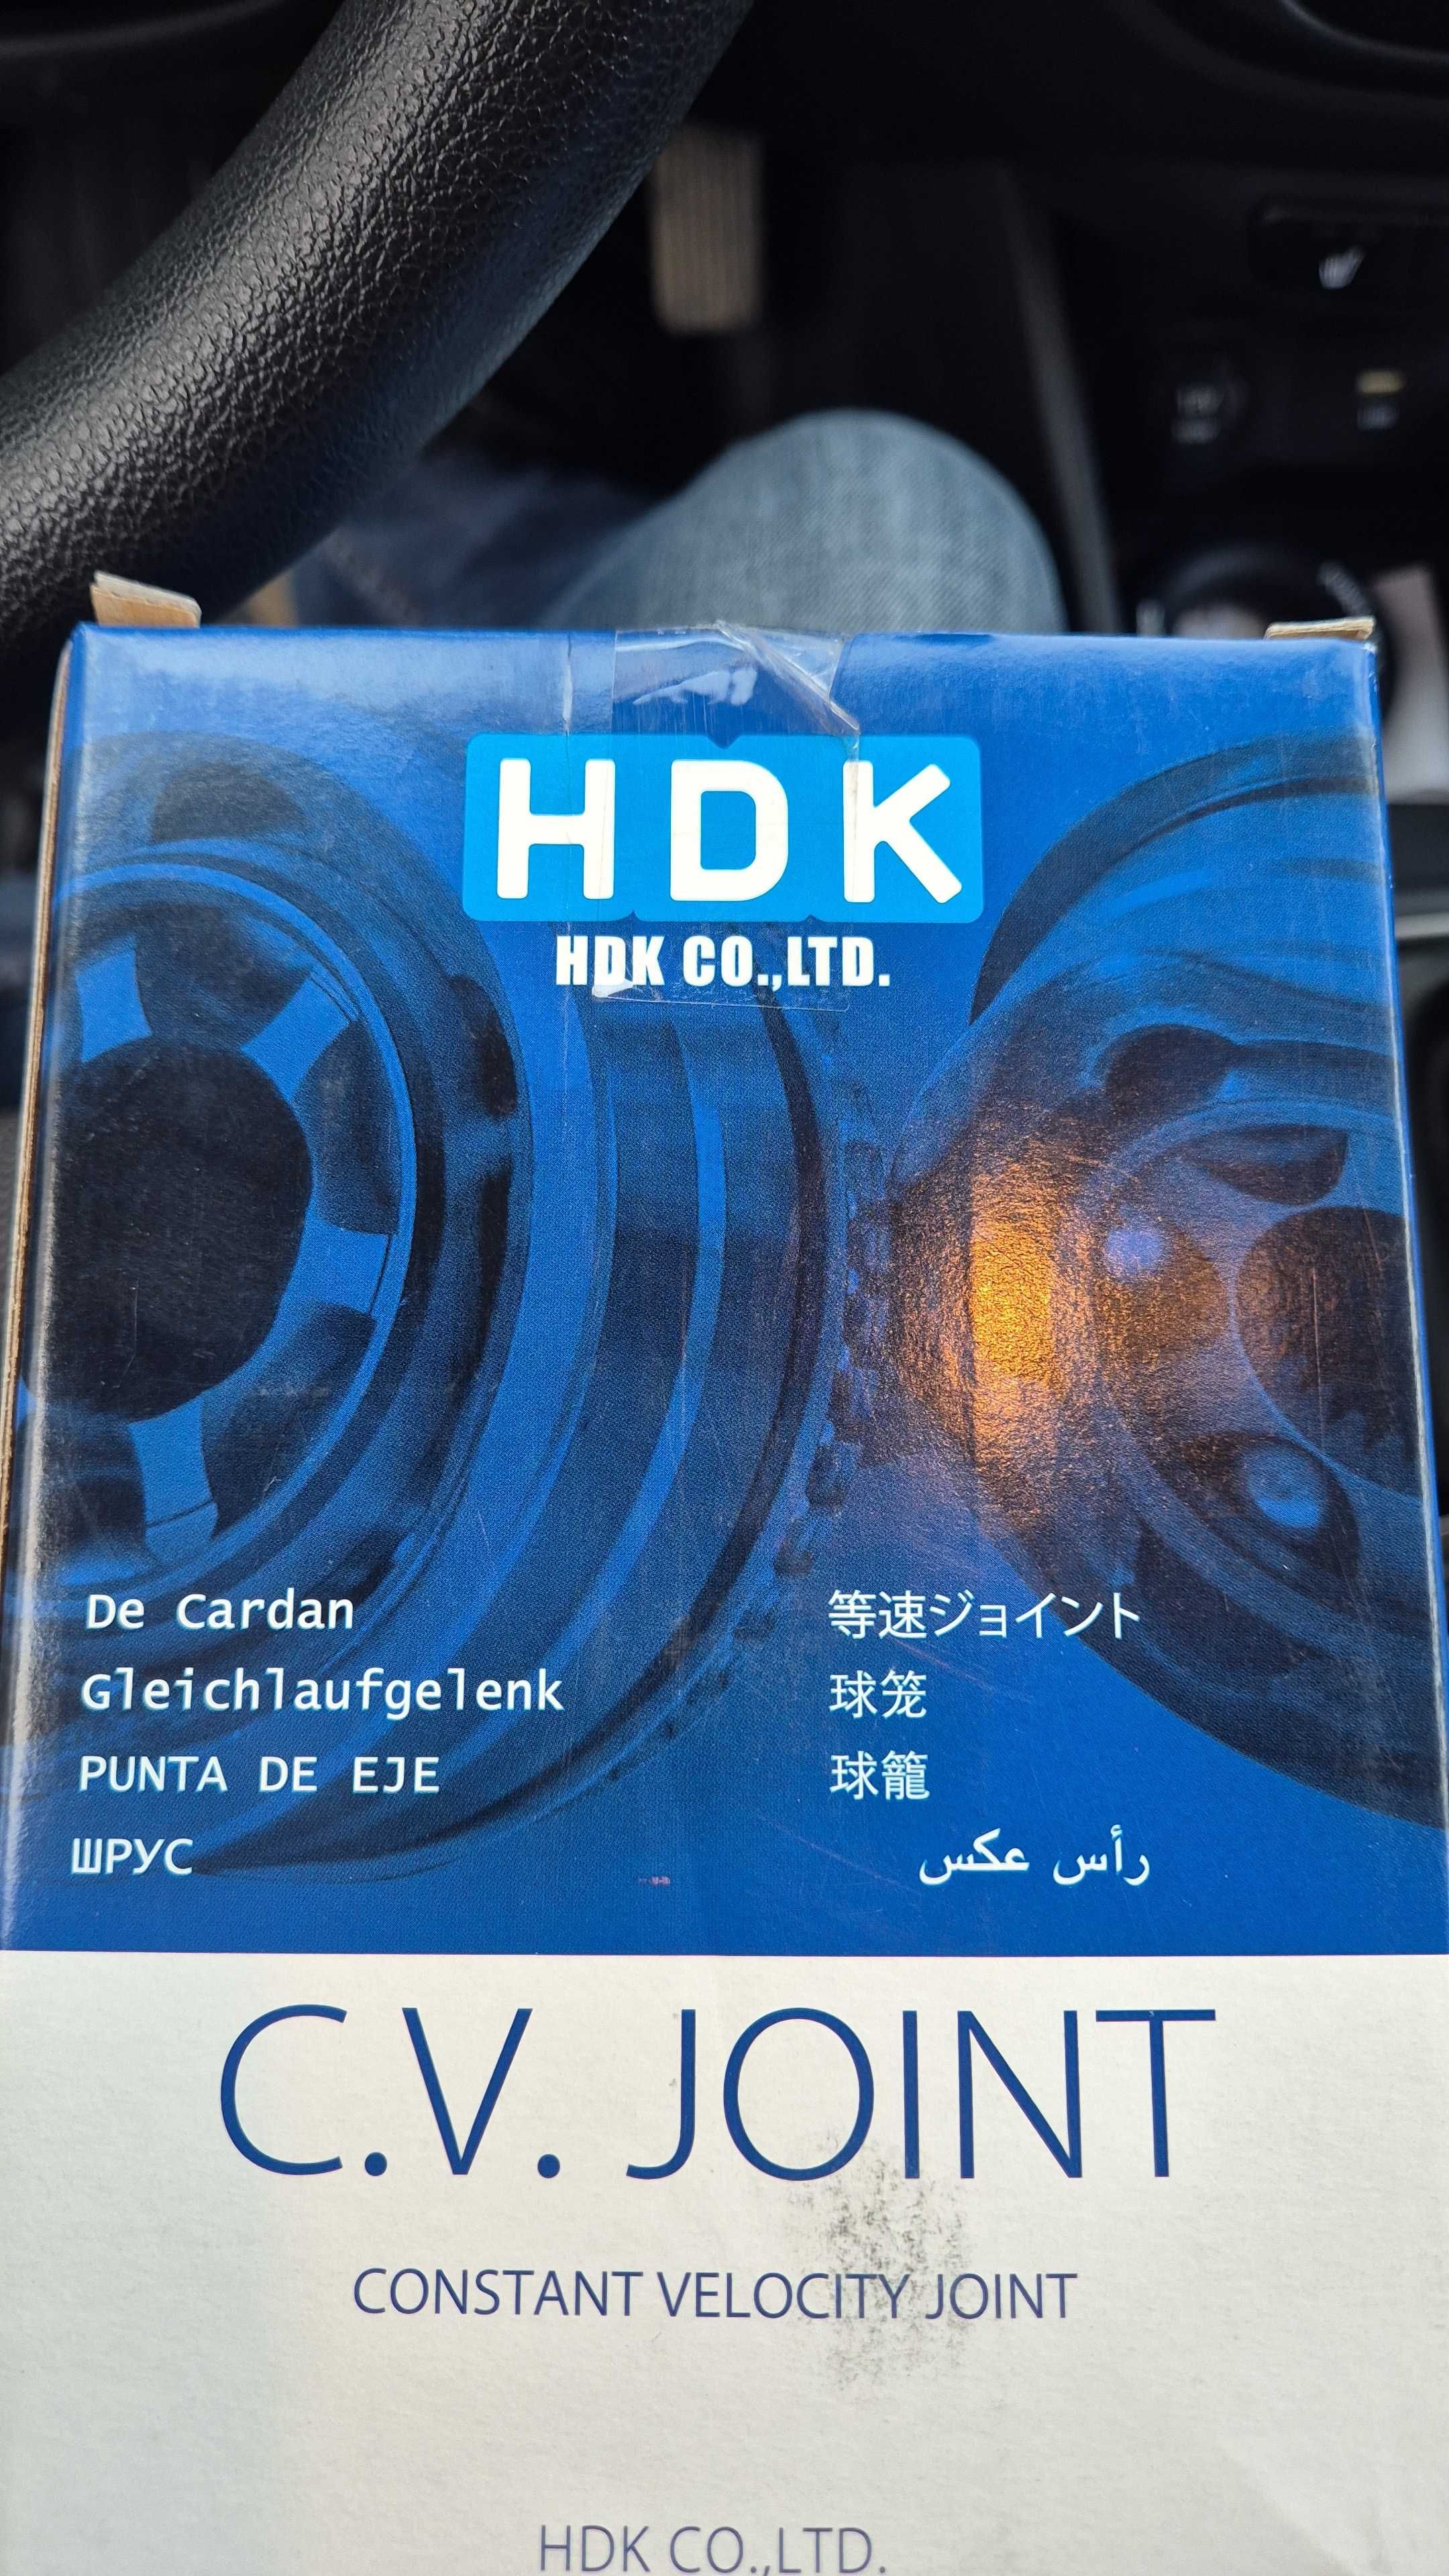 HDK
HDK CO.,LTD.
De Cardan
Gleichlaufgelenk
PUNTA DE EJE
ШРУС
等速ジョイント
球笼
球籠
رأس عكس
C.V. JOINT
CONSTANT VELOCITY JOINT
HDK CO.,LTD.